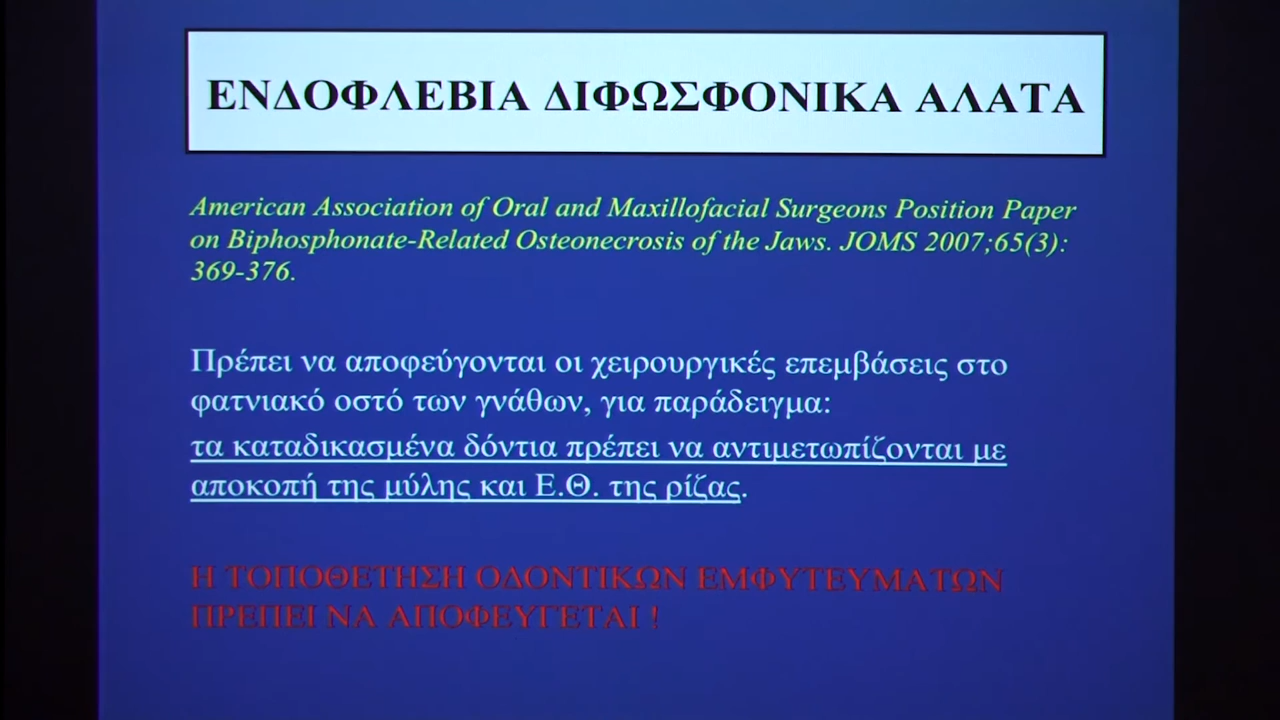 ΕΝΔΟΦΛΕΒΙΑ ΔΙΦΩΣΦΟΝΙΚΑ ΑΛΑΤΑ
American Association of Oral and Maxillofacial Surgeons Position Paper
on Biphosphonate-Related Osteonecrosis of the Jaws. JOMS 2007;65(3):
369-376.
Πρέπει να αποφεύγονται οι χειρουργικές επεμβάσεις στο
φατνιακό οστό των γνάθων, για παράδειγμα:
τα καταδικασμένα δόντια πρέπει να αντιμετωπίζονται με
αποκοπή της μύλης και Ε.Θ. της ρίζας.
Η ΤΟΠΟΘΕΤΗΣΗ ΟΔΟΝΤΙΚΩΝ ΕΜΦΥΤΕΥΜΑΤΩΝ
ΠΡΕΠΕΙ ΝΑ ΑΠΟΦΕΥΓΕΤΑΙ !